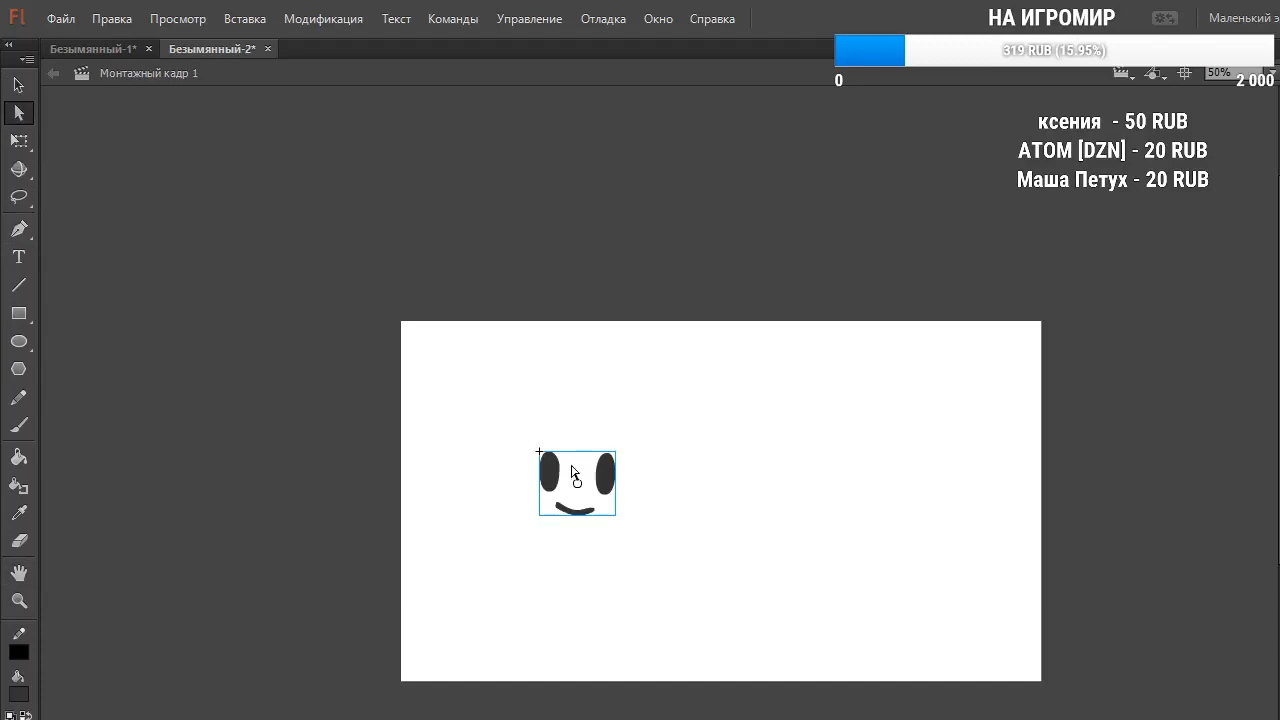 Fl
Файл Правка Просмотр Вставка Модификация Текст Команды Управление Отладка Окно Справка
НА ИГРОМИР
Маленький э
Безымянный-1* × Безымянный-2* ×
319 RUB (15.95%)
Монтажный кадр 1
50%
0
2 000
ксения - 50 RUB
ATOM [DZN] - 20 RUB
Маша Петух - 20 RUB
T